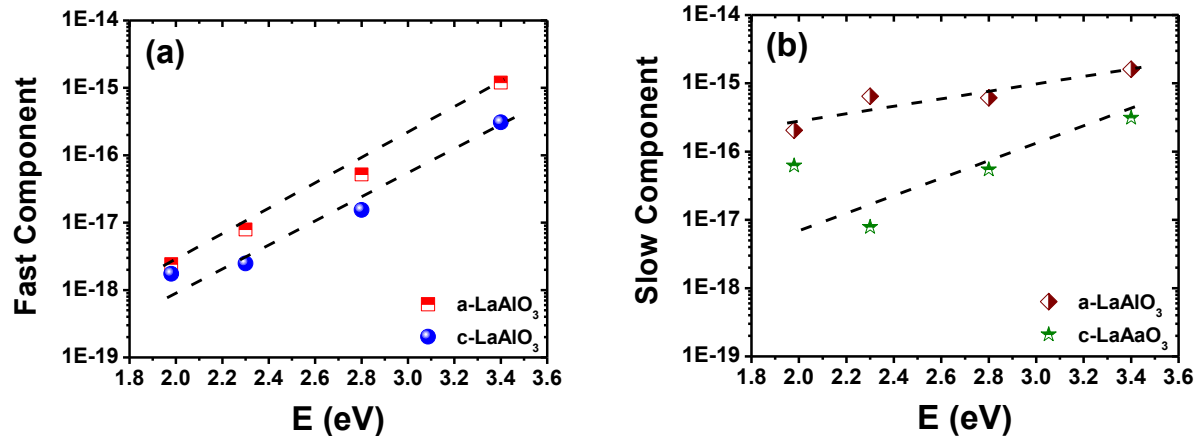 (a)
Fast Component
1E-14
1E-15
1E-16
1E-17
1E-18
1E-19
a-LaAlO₃
c-LaAlO₃
1.8 2.0 2.2 2.4 2.6 2.8 3.0 3.2 3.4 3.6
E (eV)
(b)
Slow Component
1E-14
1E-15
1E-16
1E-17
1E-18
1E-19
a-LaAlO₃
c-LaAaO₃
1.8 2.0 2.2 2.4 2.6 2.8 3.0 3.2 3.4 3.6
E (eV)